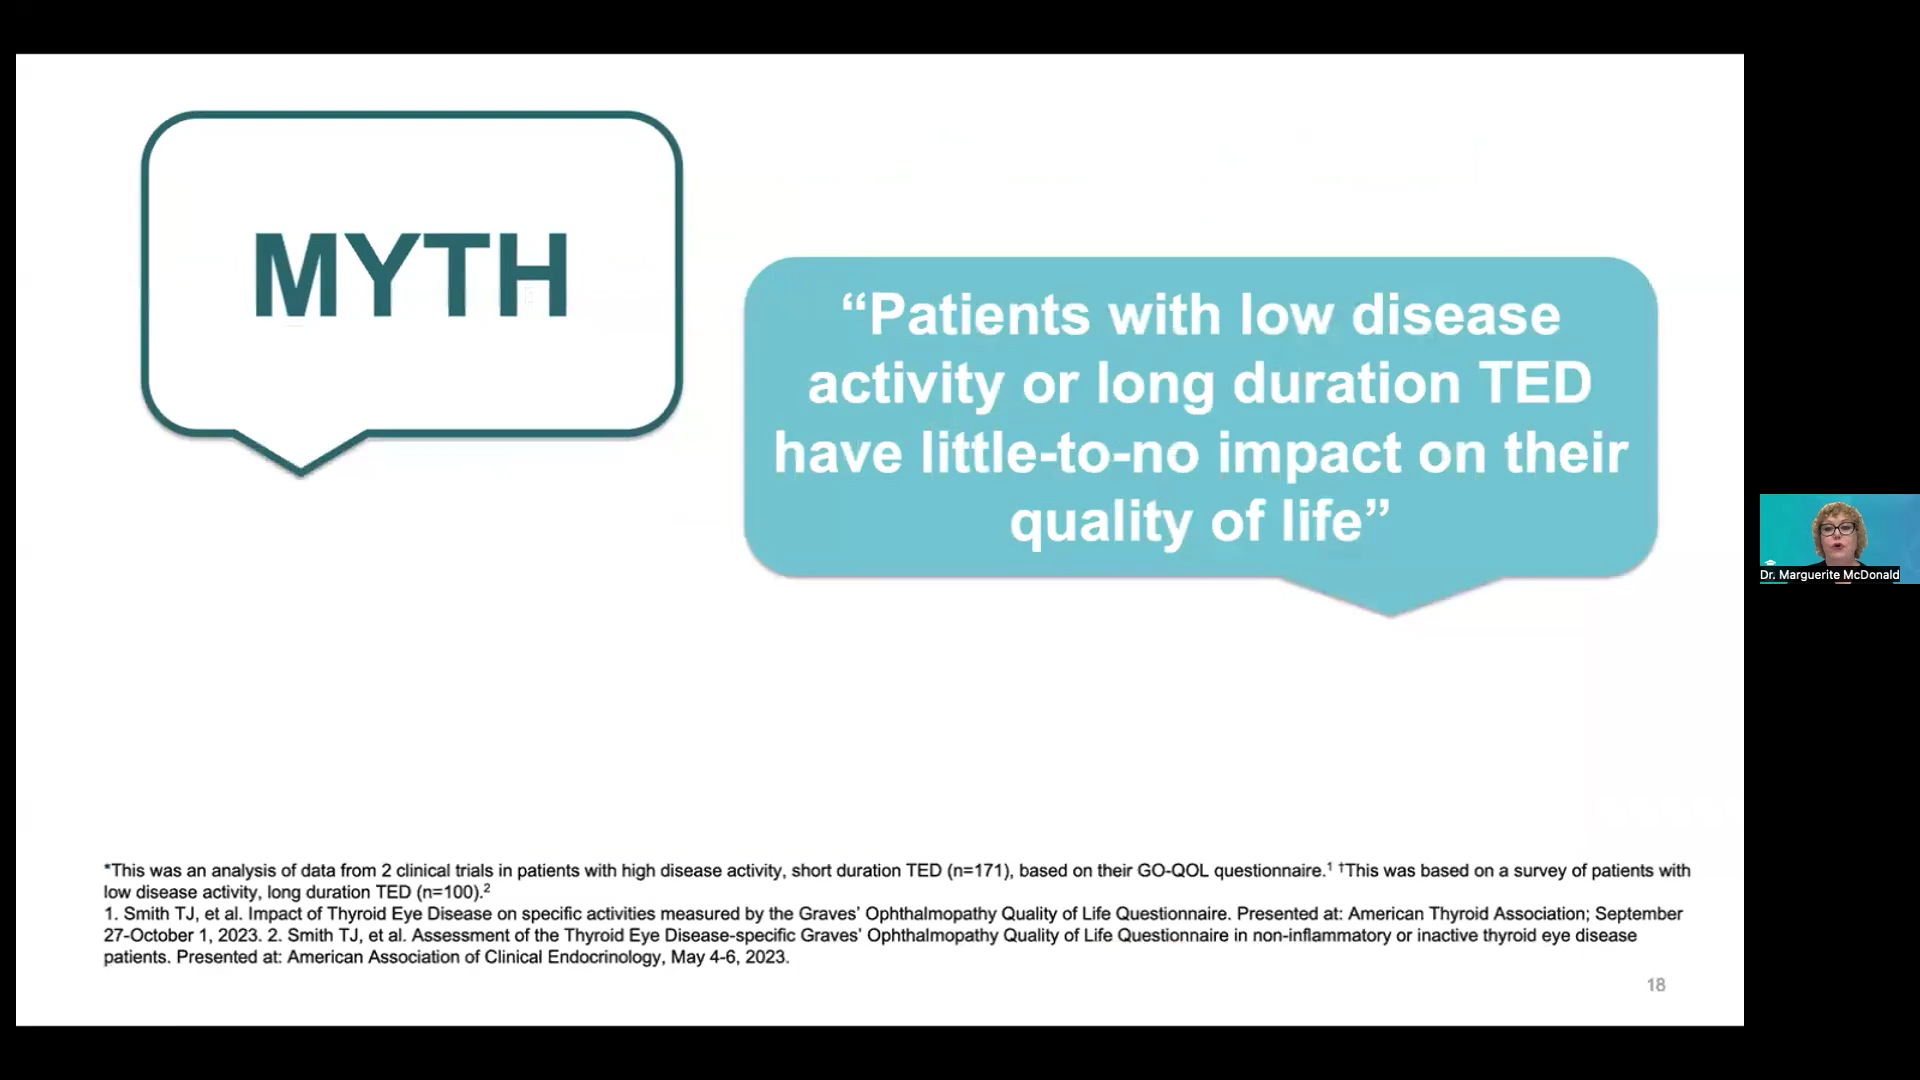 MYTH
“Patients with low disease
activity or long duration TED
have little-to-no impact on their
quality of life”
Dr. Marguerite McDonald
*This was an analysis of data from 2 clinical trials in patients with high disease activity, short duration TED (n=171), based on their GO-QOL questionnaire.¹ †This was based on a survey of patients with
low disease activity, long duration TED (n=100).²
1. Smith TJ, et al. Impact of Thyroid Eye Disease on specific activities measured by the Graves’ Ophthalmopathy Quality of Life Questionnaire. Presented at: American Thyroid Association; September
27-October 1, 2023. 2. Smith TJ, et al. Assessment of the Thyroid Eye Disease-specific Graves’ Ophthalmopathy Quality of Life Questionnaire in non-inflammatory or inactive thyroid eye disease
patients. Presented at: American Association of Clinical Endocrinology, May 4-6, 2023.
18